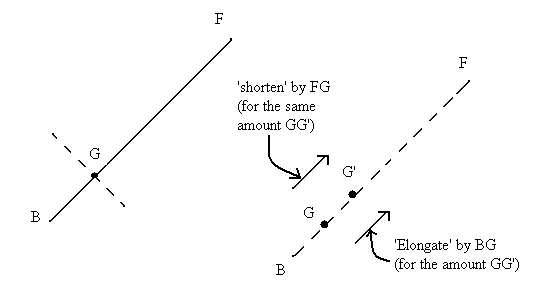 F
G
B
'shorten' by FG
(for the same
amount GG')
F
G'
G
B
'Elongate' by BG
(for the amount GG')